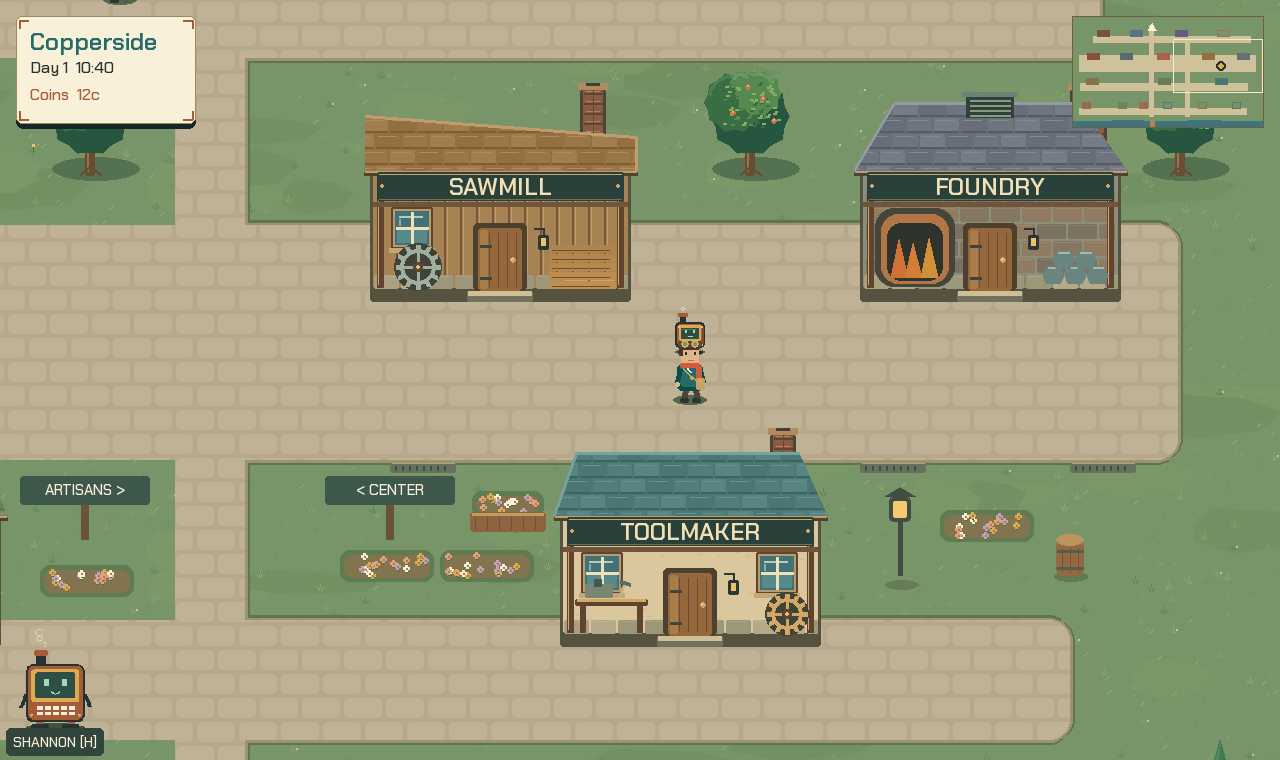 Copperside
Day 1 10:40
Coins 12c
SAWMILL
FOUNDRY
ARTISANS >
< CENTER
TOOLMAKER
SHANNON [H]